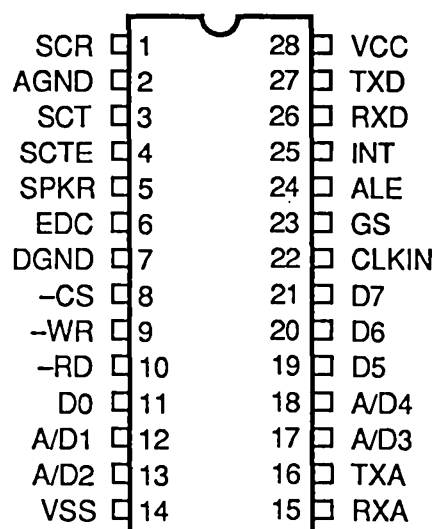 SCR 1 28 VCC
AGND 2 27 TXD
SCT 3 26 RXD
SCTE 4 25 INT
SPKR 5 24 ALE
EDC 6 23 GS
DGND 7 22 CLKIN
–CS 8 21 D7
–WR 9 20 D6
–RD 10 19 D5
D0 11 18 A/D4
A/D1 12 17 A/D3
A/D2 13 16 TXA
VSS 14 15 RXA